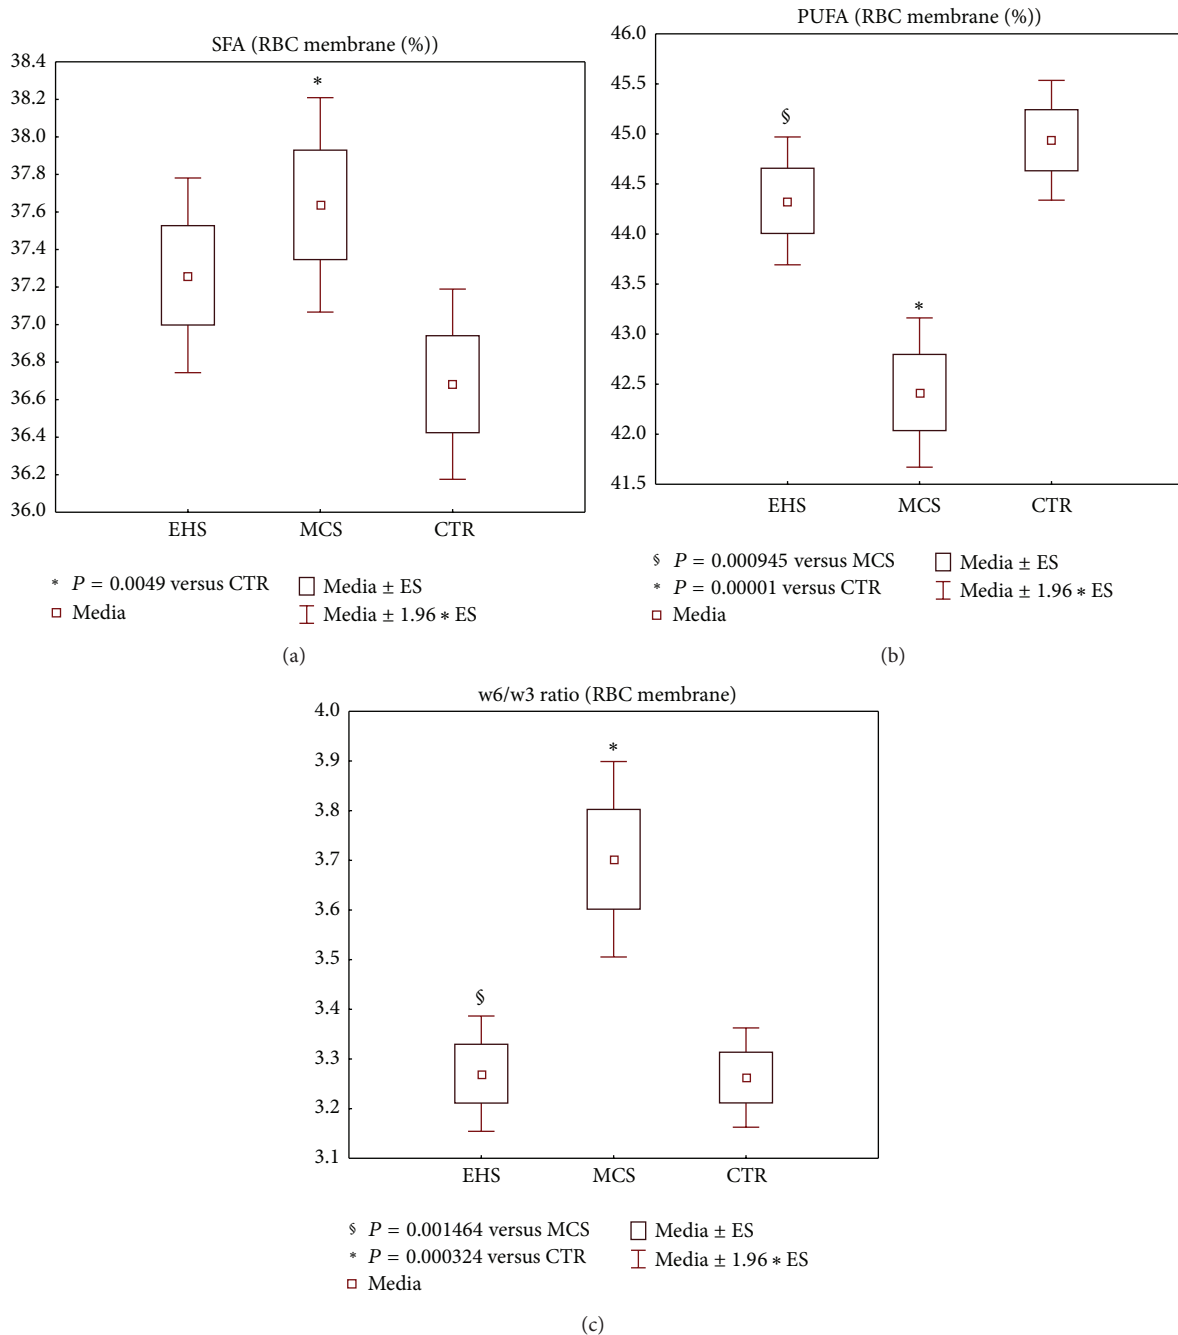 SFA (RBC membrane (%))
38.4
38.2
38.0
37.8
37.6
37.4
37.2
37.0
36.8
36.6
36.4
36.2
36.0
*
EHS MCS CTR
* P = 0.0049 versus CTR
Media
Media ± ES
Media ± 1.96 * ES
(a)
PUFA (RBC membrane (%))
46.0
45.5
45.0
44.5
44.0
43.5
43.0
42.5
42.0
41.5
§
*
EHS MCS CTR
§ P = 0.000945 versus MCS
* P = 0.00001 versus CTR
Media
Media ± ES
Media ± 1.96 * ES
(b)
w6/w3 ratio (RBC membrane)
4.0
3.9
3.8
3.7
3.6
3.5
3.4
3.3
3.2
3.1
§
*
EHS MCS CTR
§ P = 0.001464 versus MCS
* P = 0.000324 versus CTR
Media
Media ± ES
Media ± 1.96 * ES
(c)